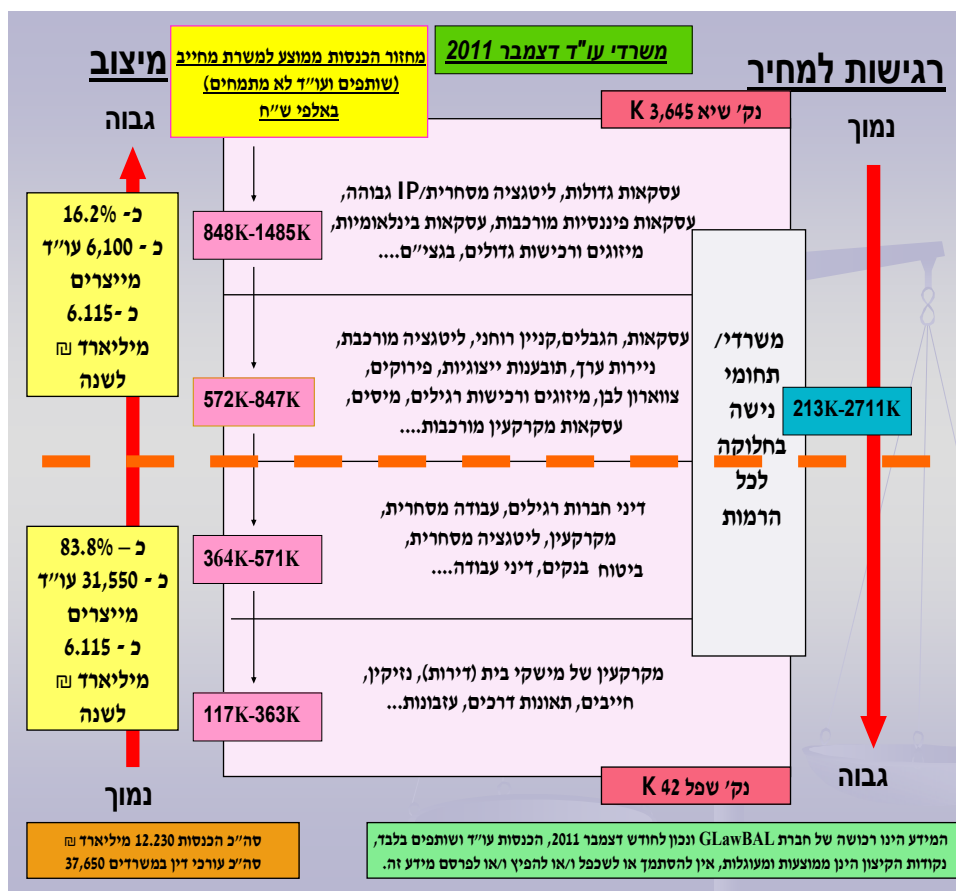 משרדי עו"ד דצמבר 2011
מיצוב
גבוה
מחזור הכנסות ממוצע למשרת מחייב
(שותפים ועו״ד לא מתמחים)
באלפי ש״ח
רגישות למחיר
נמוך
נק׳ שיא 3,645 K
עסקאות גדולות, ליטגציה מסחרית/IP גבוהה,
עסקאות פיננסיות מורכבות, עסקאות בינלאומיות,
מיזוגים ורכישות גדולים, בגצי״ם....
848K-1485K
כ- 16.2%
כ - 6,100 עו״ד
מייצרים
כ -6.115
מיליארד ₪
לשנה
עסקאות, הגבלים,קניין רוחני, ליטגציה מורכבת,
ניירות ערך, תובענות ייצוגיות, פירוקים,
צווארון לבן, מיזוגים ורכישות רגילים, מיסים,
עסקאות מקרקעין מורכבות....
572K-847K
משרדי/
תחומי
נישה
בחלוקה
לכל
הרמות
213K-2711K
דיני חברות רגילים, עבודה מסחרית,
מקרקעין, ליטגציה מסחרית,
ביטוח בנקים, דיני עבודה....
364K-571K
כ – 83.8%
כ - 31,550 עו״ד
מייצרים
כ - 6.115
מיליארד ₪
לשנה
מקרקעין של מישקי בית (דירות), נזיקין,
חייבים, תאונות דרכים, עזבונות...
117K-363K
נק׳ שפל 42 K
נמוך
גבוה
סה״כ הכנסות 12.230 מיליארד ₪
סה״כ עורכי דין במשרדים 37,650
המידע הינו רכושה של חברת GLawBAL ונכון לחודש דצמבר 2011, הכנסות עו״ד ושותפים בלבד,
נקודות הקיצון הינן ממוצעות ומעוגלות, אין להסתמך או לשכפל ו/או להפיץ ו/או לפרסם מידע זה.